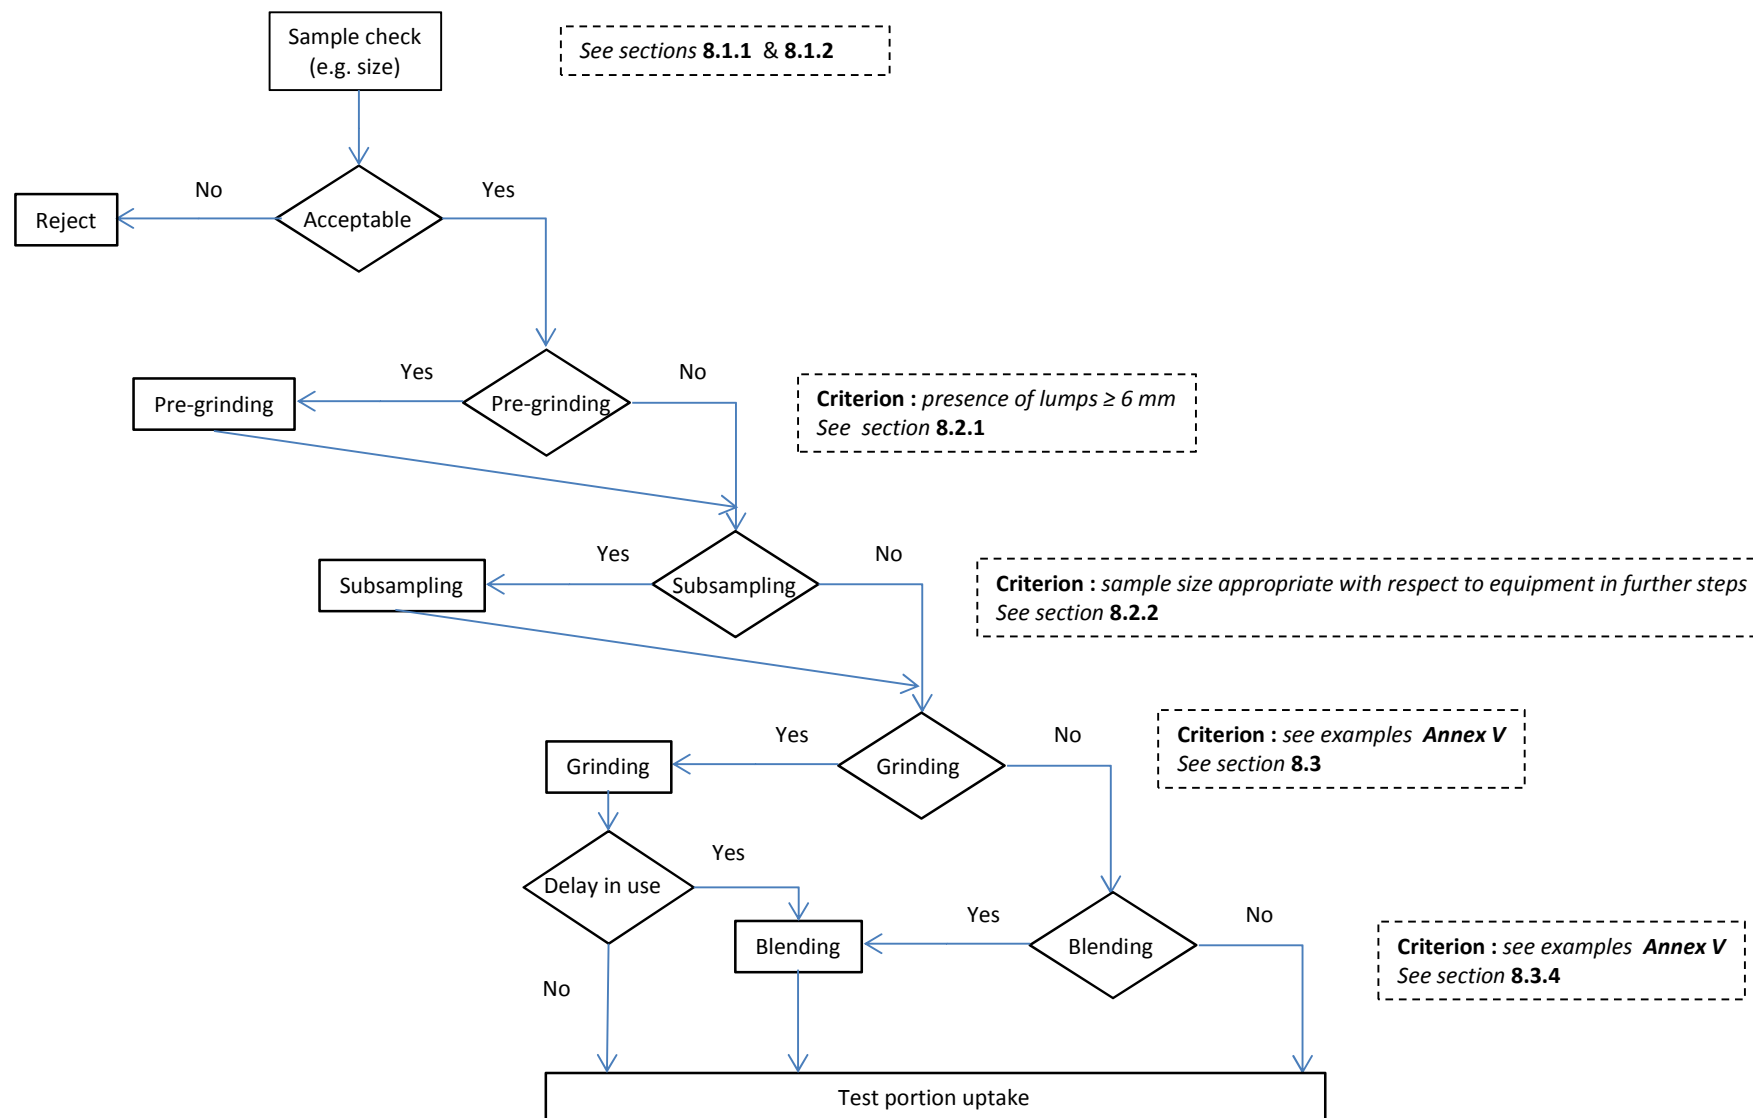 Sample check
(e.g. size)
See sections 8.1.1 & 8.1.2
No
Yes
Reject
Acceptable
Yes
No
Pre-grinding
Pre-grinding
Criterion : presence of lumps ≥ 6 mm
See section 8.2.1
Yes
No
Subsampling
Subsampling
Criterion : sample size appropriate with respect to equipment in further steps
See section 8.2.2
Yes
No
Grinding
Grinding
Criterion : see examples Annex V
See section 8.3
Yes
Delay in use
Yes
No
Blending
Blending
Criterion : see examples Annex V
See section 8.3.4
No
Test portion uptake